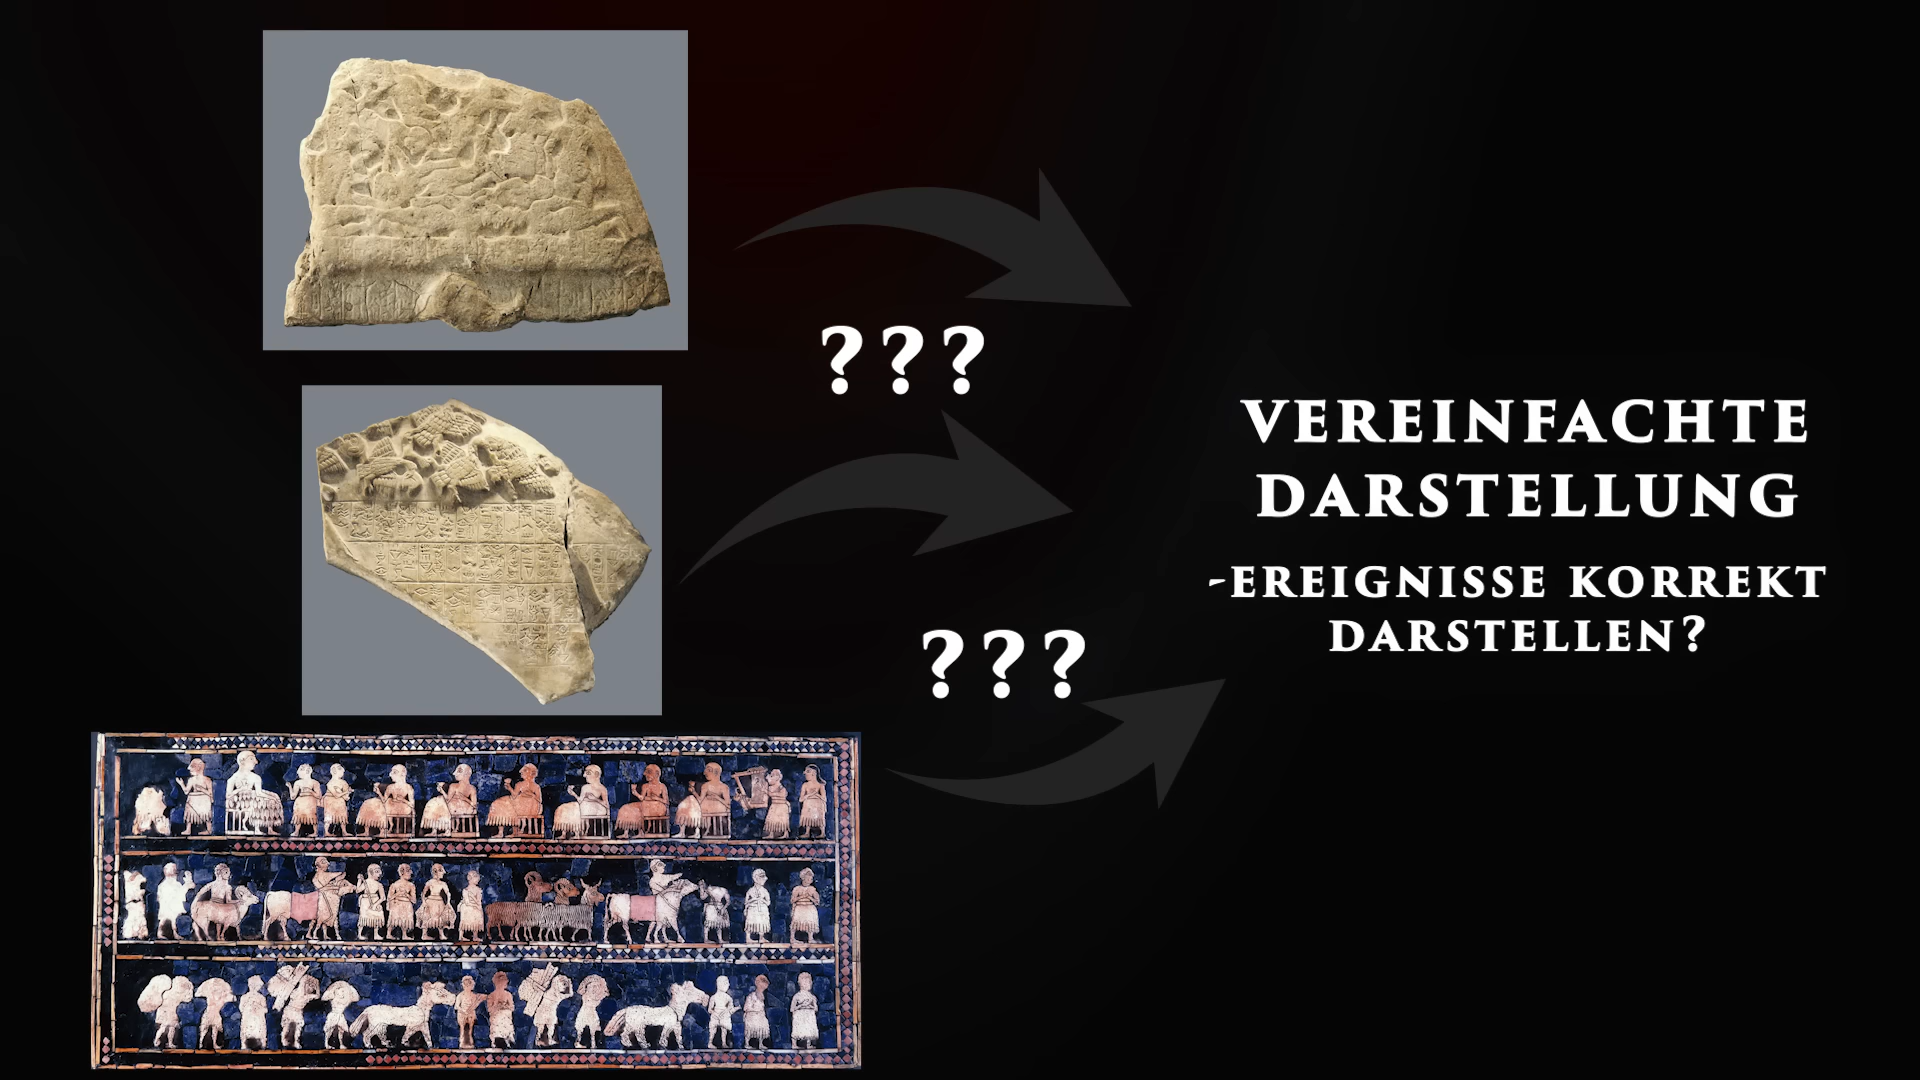 ???
???
VEREINFACHTE
DARSTELLUNG
-EREIGNISSE KORREKT
DARSTELLEN?